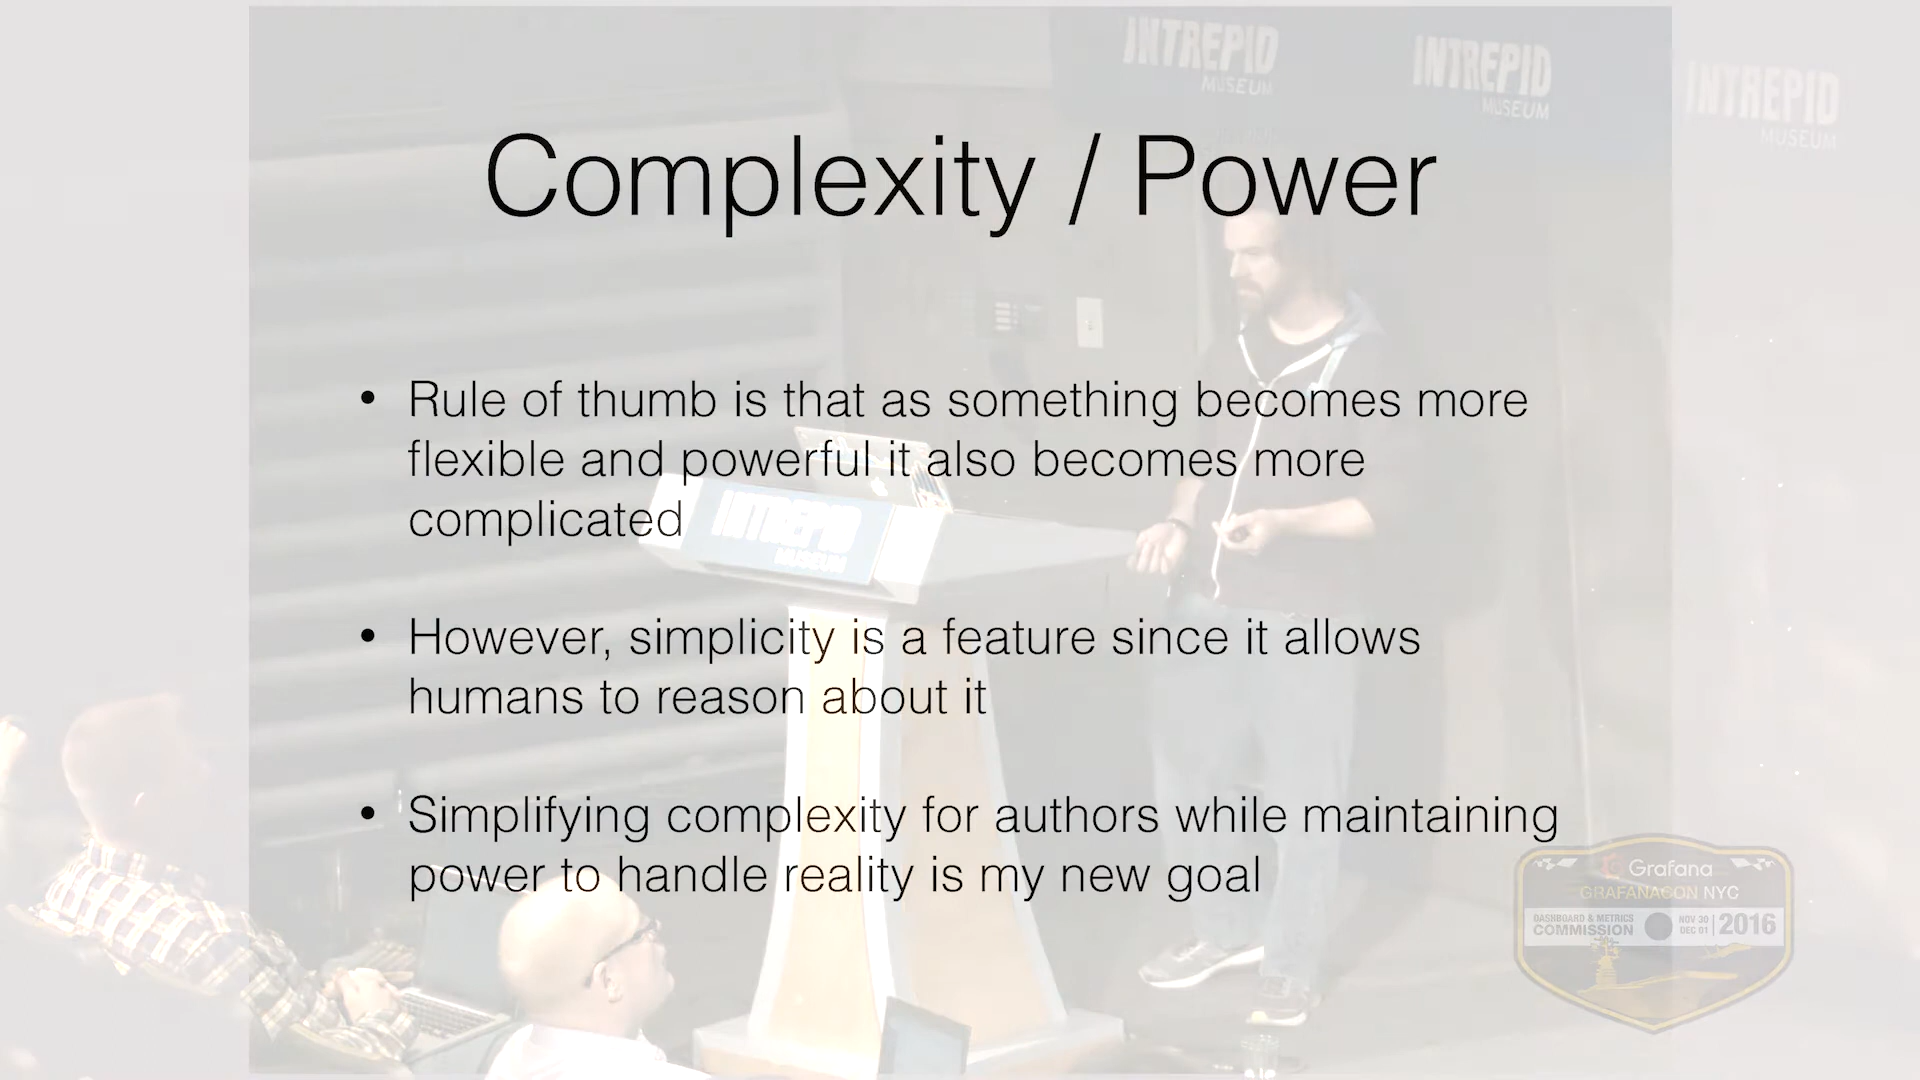 INTREPID
MUSEUM
INTREPID
MUSEUM
INTREPID
MUSEUM
Complexity / Power
• Rule of thumb is that as something becomes more
flexible and powerful it also becomes more
complicated
INTREPID
MUSEUM
• However, simplicity is a feature since it allows
humans to reason about it
• Simplifying complexity for authors while maintaining
power to handle reality is my new goal
Grafana
GRAFANACON NYC
DASHBOARD & METRICS
COMMISSION
NOV 30
DEC 01
2016